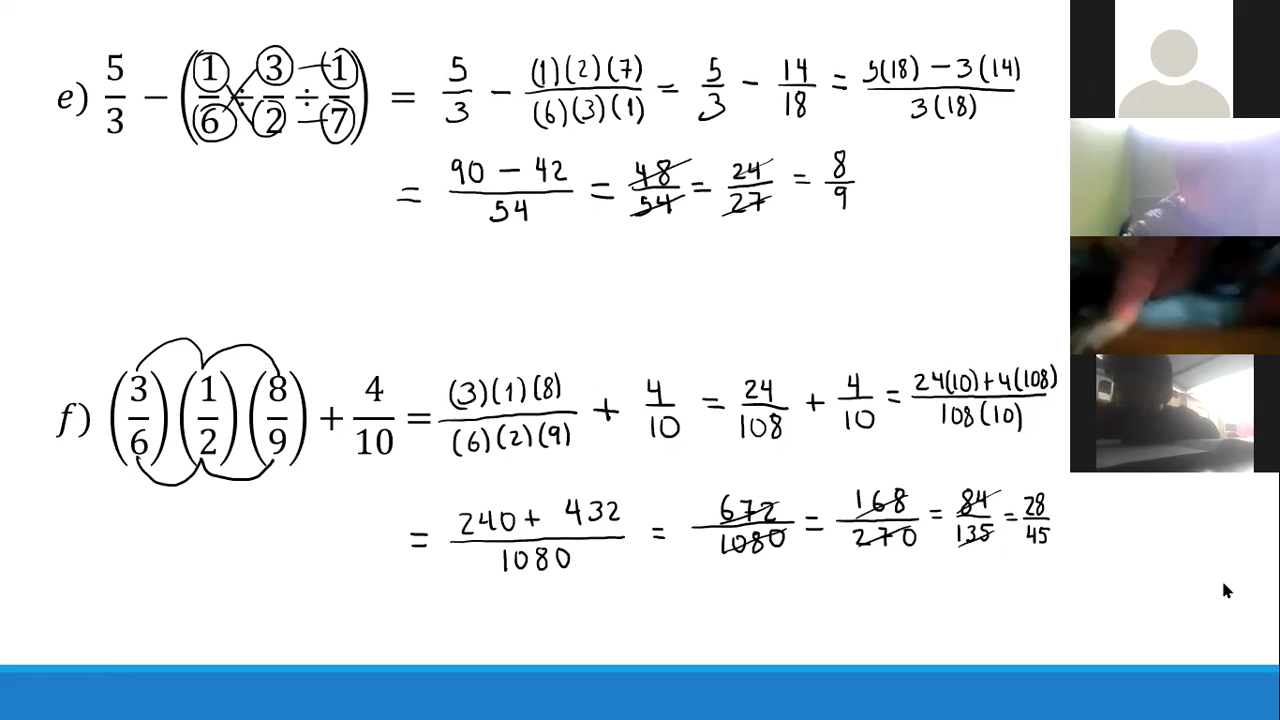 e) 5/3 − (1/6 ÷ 3/2 ÷ 1/7) = 5/3 − (1)(2)(7)/(6)(3)(1) = 5/3 − 14/18 = 5(18) − 3(14)/3(18)
= 90 − 42/54 = 48/54 = 24/27 = 8/9
f) (3/6)(1/2)(8/9) + 4/10 = (3)(1)(8)/(6)(2)(9) + 4/10 = 24/108 + 4/10 = 24(10)+4(108)/108(10)
= 240 + 432/1080 = 672/1080 = 168/270 = 84/135 = 28/45